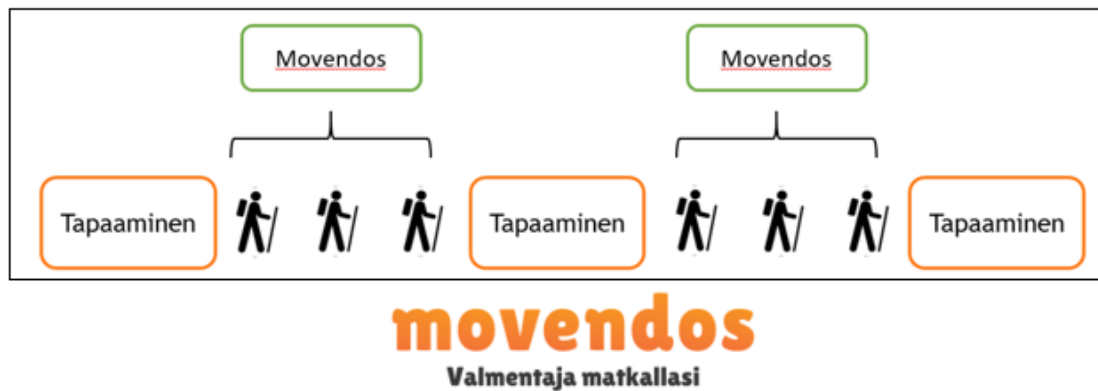 Movendos
Movendos
Tapaaminen
Tapaaminen
Tapaaminen
movendos
Valmentaja matkallasi